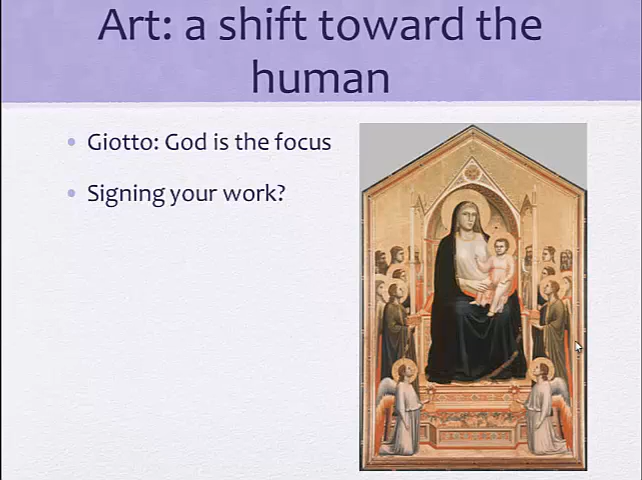 Art: a shift toward the
human
Giotto: God is the focus
Signing your work?